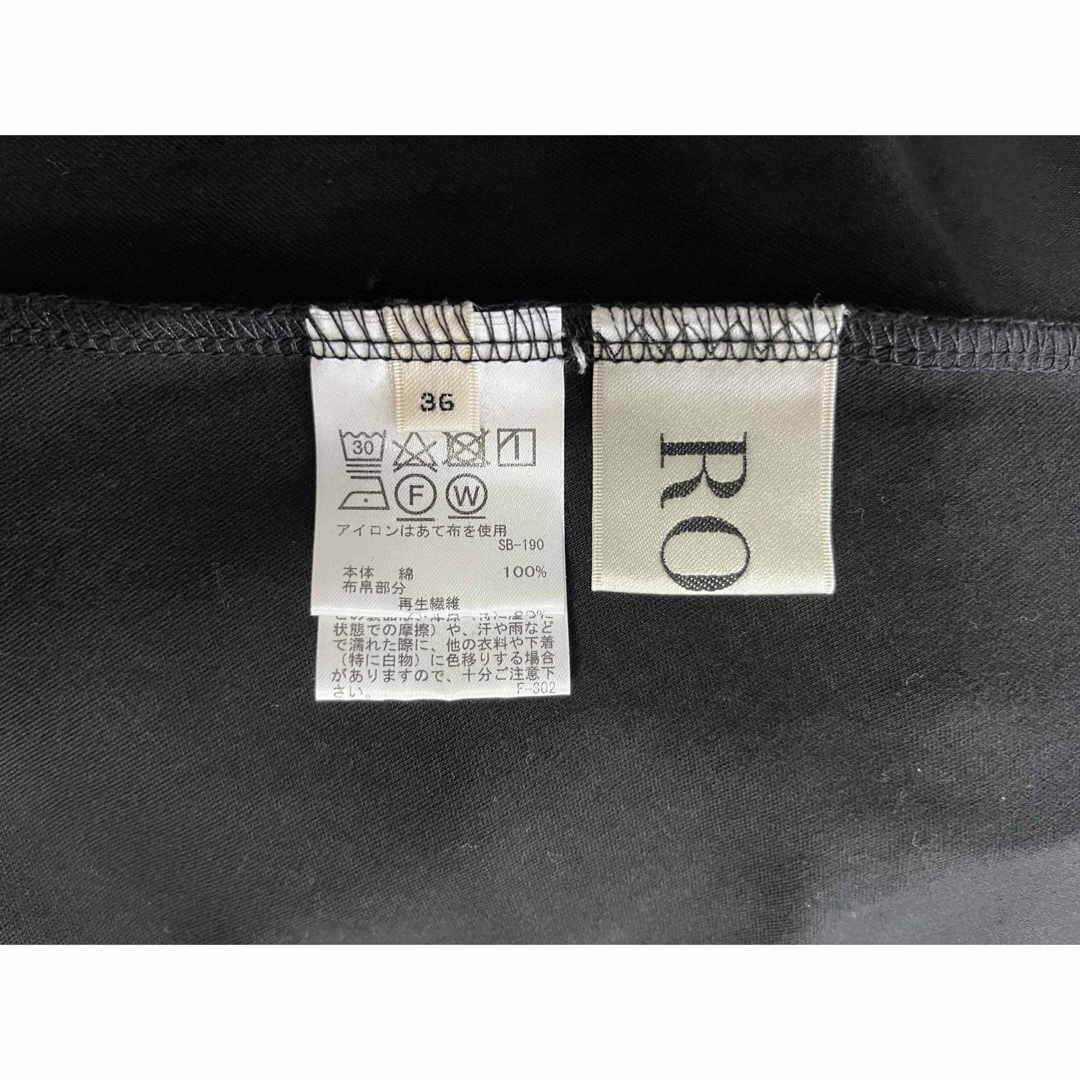 36
30
1
F W
アイロンはあて布を使用
SB-190
本体 綿 100%
布帛部分
再生繊維
状態での摩擦)や、汗や雨など
で濡れた際に、他の衣料や下着
(特に白物)に色移りする場合
がありますので、十分ご注意下
さい。 F-302
RO